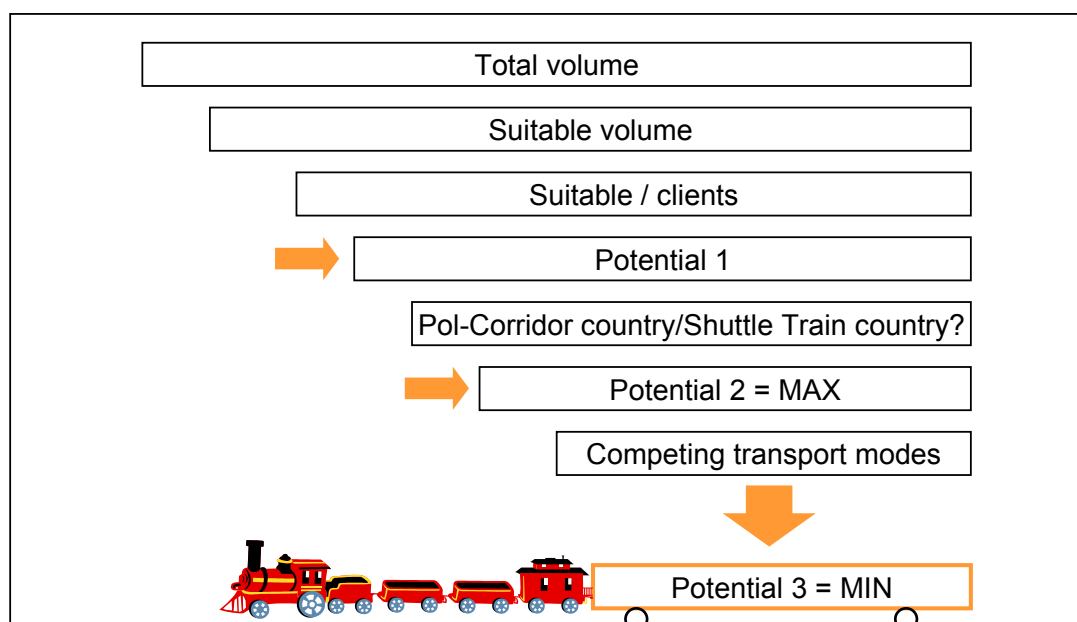 Total volume
Suitable volume
Suitable / clients
Potential 1
Pol-Corridor country/Shuttle Train country?
Potential 2 = MAX
Competing transport modes
Potential 3 = MIN